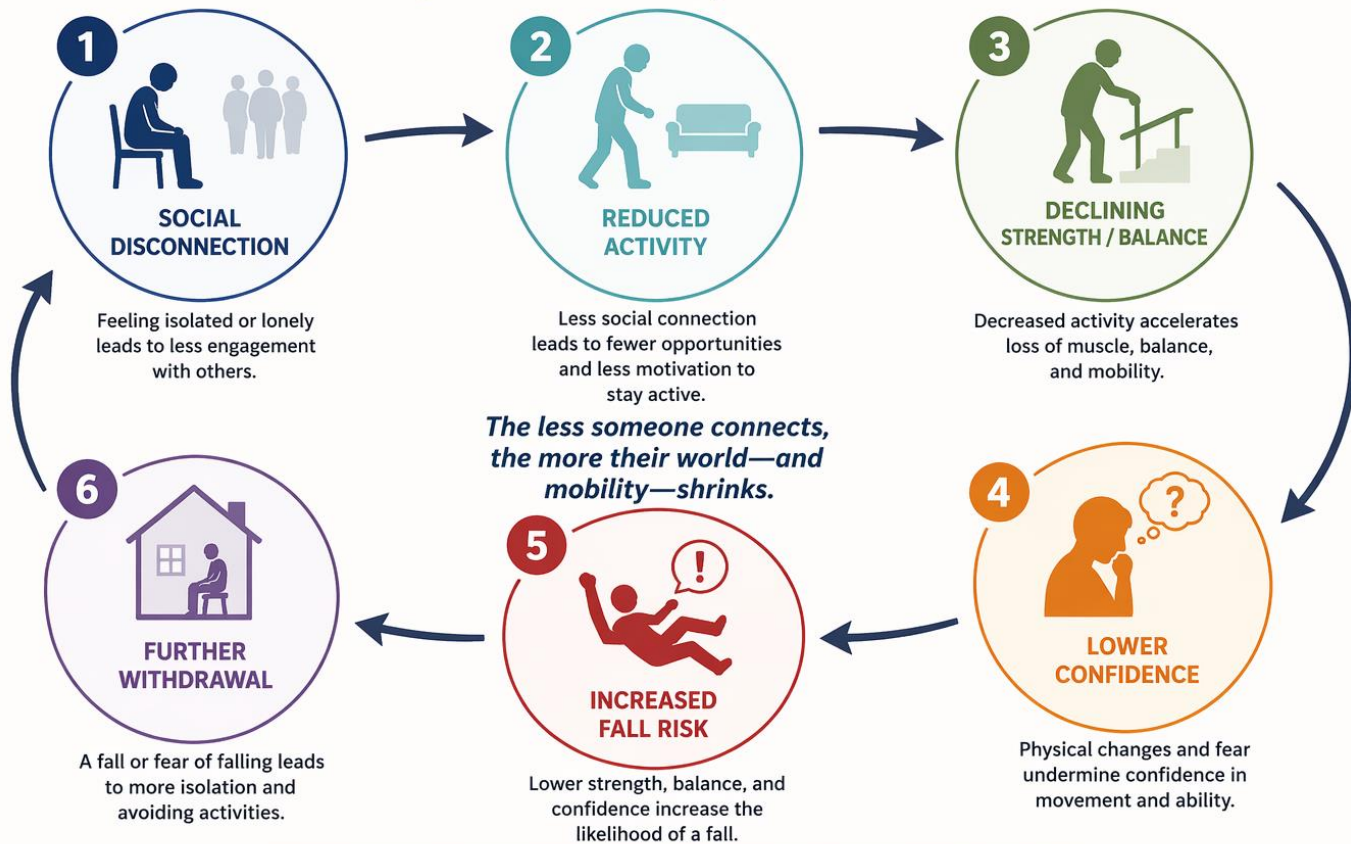 1
SOCIAL
DISCONNECTION
Feeling isolated or lonely
leads to less engagement
with others.
2
REDUCED
ACTIVITY
Less social connection
leads to fewer opportunities
and less motivation to
stay active.
3
DECLINING
STRENGTH / BALANCE
Decreased activity accelerates
loss of muscle, balance,
and mobility.
The less someone connects,
the more their world—and
mobility—shrinks.
4
?
LOWER
CONFIDENCE
Physical changes and fear
undermine confidence in
movement and ability.
5
!
INCREASED
FALL RISK
Lower strength, balance, and
confidence increase the
likelihood of a fall.
6
FURTHER
WITHDRAWAL
A fall or fear of falling leads
to more isolation and
avoiding activities.